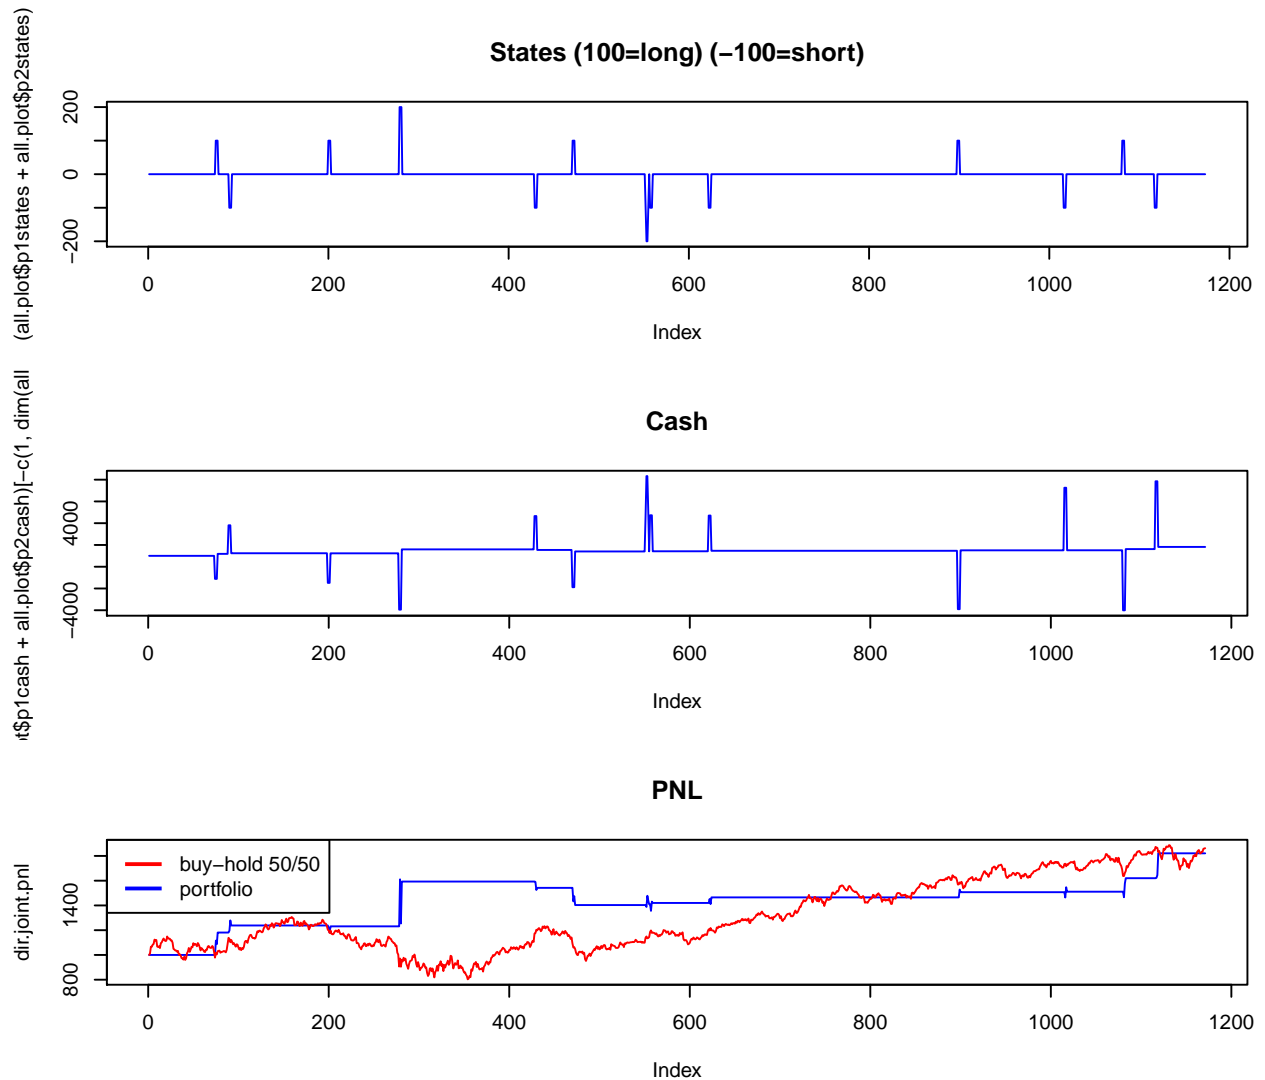 States (100=long) (−100=short)
(all.plot$p1states + all.plot$p2states)
200
0
−200
0 200 400 600 800 1000 1200
Index
Cash
ot$p1cash + all.plot$p2cash)[−c(1, dim(all
4000
−4000
0 200 400 600 800 1000 1200
Index
PNL
dir.joint.pnl
1400
800
buy−hold 50/50
portfolio
0 200 400 600 800 1000 1200
Index